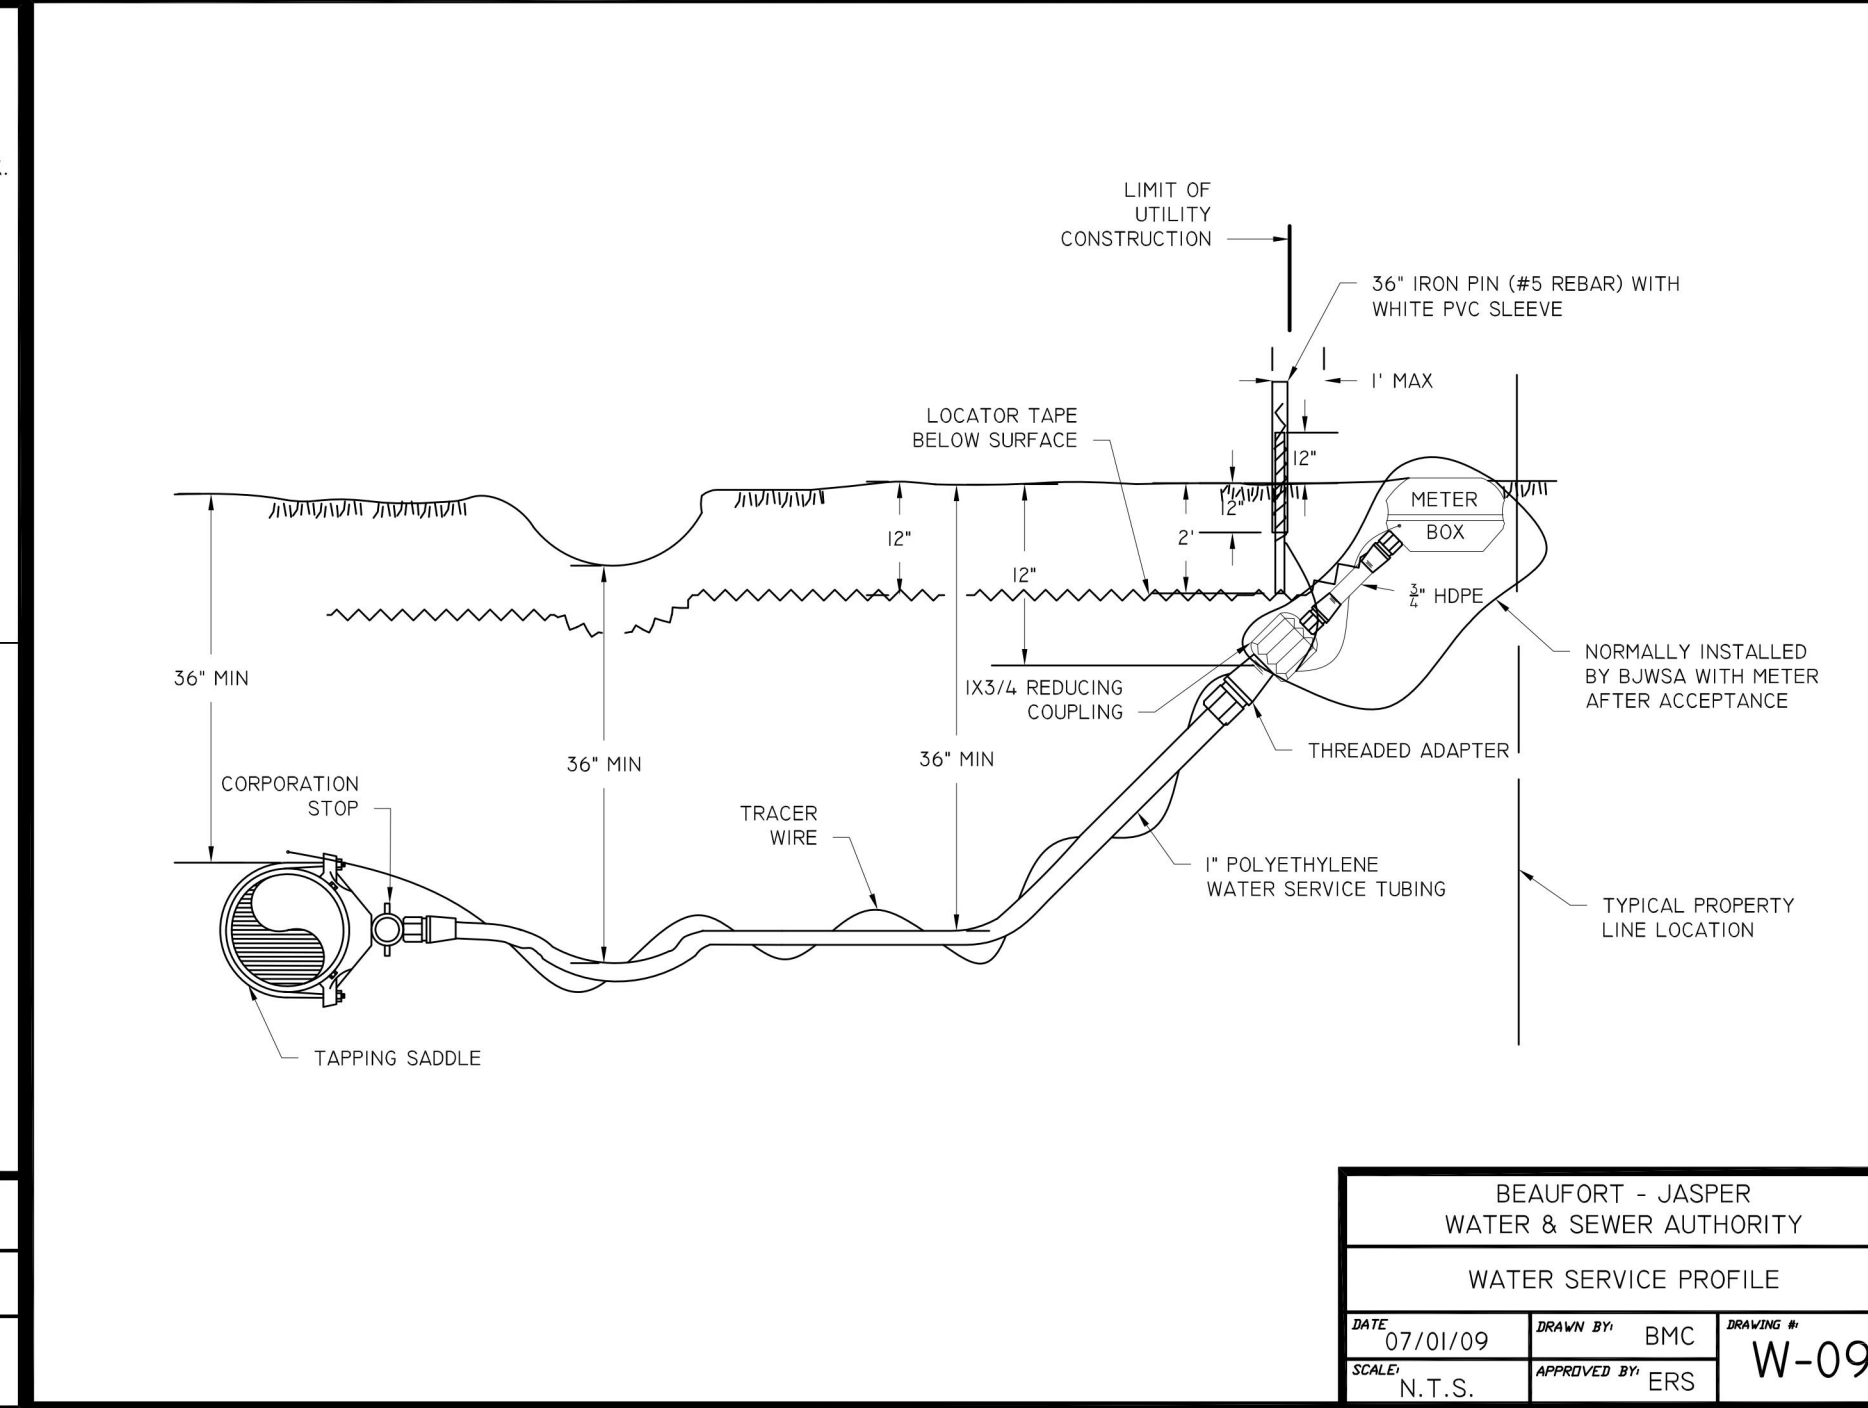 LIMIT OF
UTILITY
CONSTRUCTION
36" IRON PIN (#5 REBAR) WITH
WHITE PVC SLEEVE
1' MAX
LOCATOR TAPE
BELOW SURFACE
12"
12"
METER
BOX
12"
2'
12"
3/4" HDPE
36" MIN
NORMALLY INSTALLED
BY BJWSA WITH METER
AFTER ACCEPTANCE
1X3/4 REDUCING
COUPLING
THREADED ADAPTER
36" MIN
36" MIN
CORPORATION
STOP
TRACER
WIRE
1" POLYETHYLENE
WATER SERVICE TUBING
TYPICAL PROPERTY
LINE LOCATION
TAPPING SADDLE
BEAUFORT - JASPER
WATER & SEWER AUTHORITY
WATER SERVICE PROFILE
DATE
07/01/09
DRAWN BY:
BMC
DRAWING #:
W-09
SCALE:
N.T.S.
APPROVED BY:
ERS